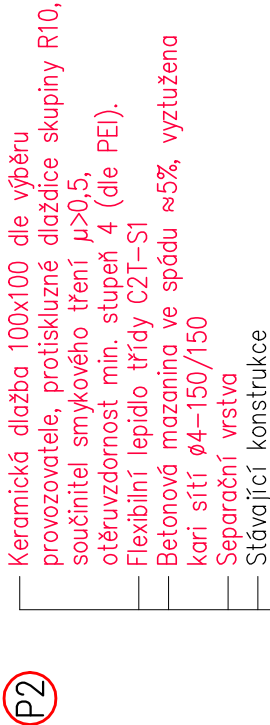 P2
Keramická dlažba 100x100 dle výběru
provozovatele, protiskluzné dlaždice skupiny R10,
součinitel smykového tření µ>0,5,
otěruvzdornost min. stupeň 4 (dle PEI).
Flexibilní lepidlo třídy C2T–S1
Betonová mazanina ve spádu ≈5%, vyztužena
kari sítí ø4–150/150
Separační vrstva
Stávající konstrukce